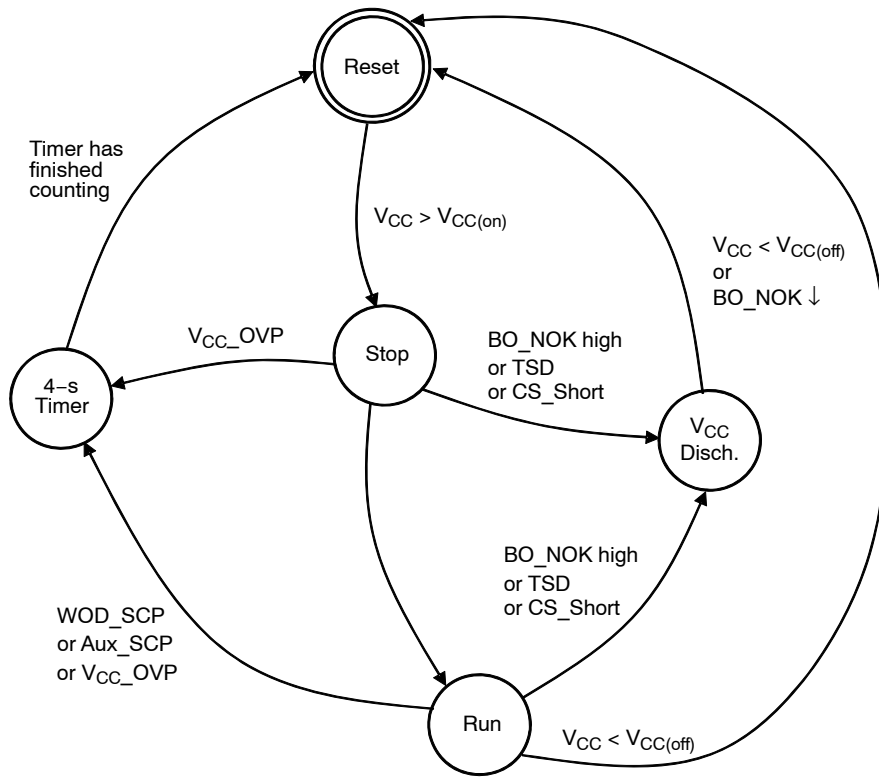 Reset
Timer has
finished
counting
V_CC > V_CC(on)
V_CC < V_CC(off)
or
BO_NOK ↓
V_CC_OVP
Stop
BO_NOK high
or TSD
or CS_Short
4–s
Timer
V_CC
Disch.
BO_NOK high
or TSD
or CS_Short
WOD_SCP
or Aux_SCP
or V_CC_OVP
Run
V_CC < V_CC(off)